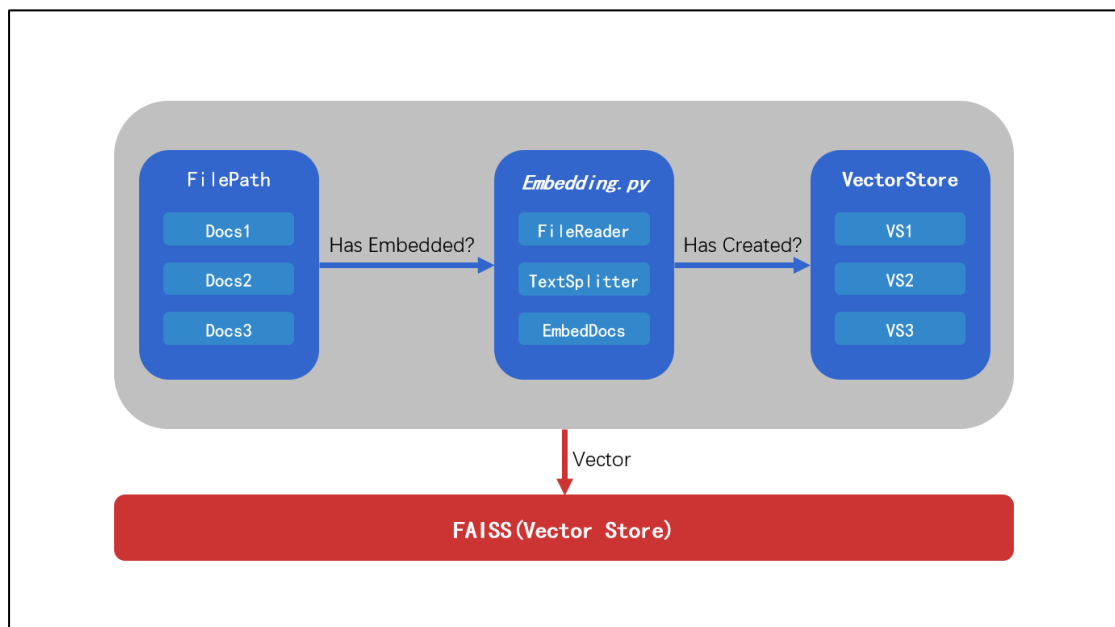 FilePath
Docs1
Docs2
Docs3
Has Embedded?
Embedding.py
FileReader
TextSplitter
EmbedDocs
Has Created?
VectorStore
VS1
VS2
VS3
Vector
FAISS(Vector Store)